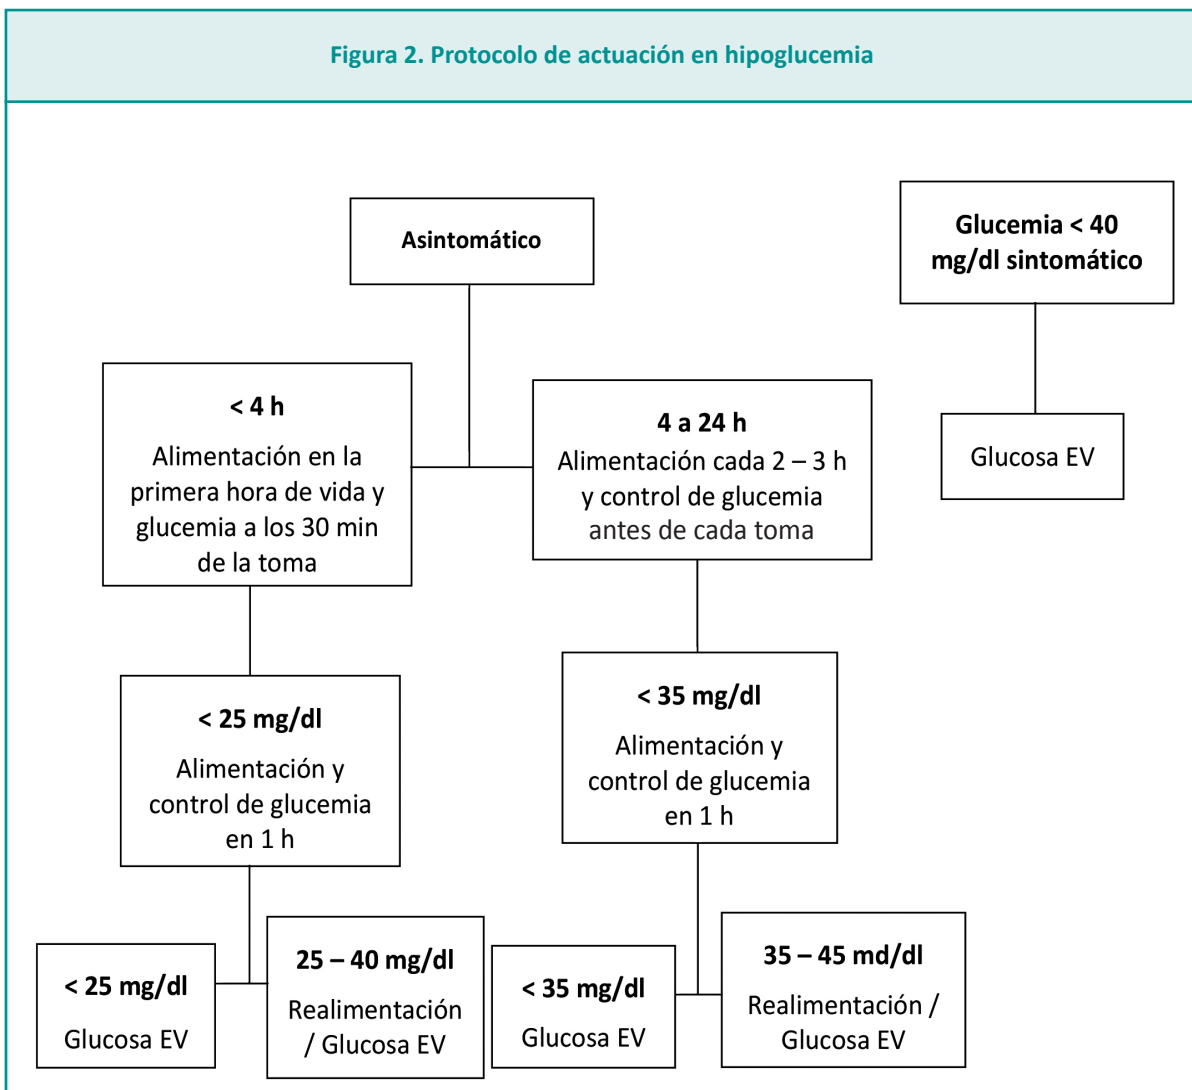 Figura 2. Protocolo de actuación en hipoglucemia
Asintomático
Glucemia < 40
mg/dl sintomático
< 4 h
Alimentación en la
primera hora de vida y
glucemia a los 30 min
de la toma
4 a 24 h
Alimentación cada 2 – 3 h
y control de glucemia
antes de cada toma
Glucosa EV
< 25 mg/dl
Alimentación y
control de glucemia
en 1 h
< 35 mg/dl
Alimentación y
control de glucemia
en 1 h
< 25 mg/dl
Glucosa EV
25 – 40 mg/dl
Realimentación
/ Glucosa EV
< 35 mg/dl
Glucosa EV
35 – 45 md/dl
Realimentación /
Glucosa EV